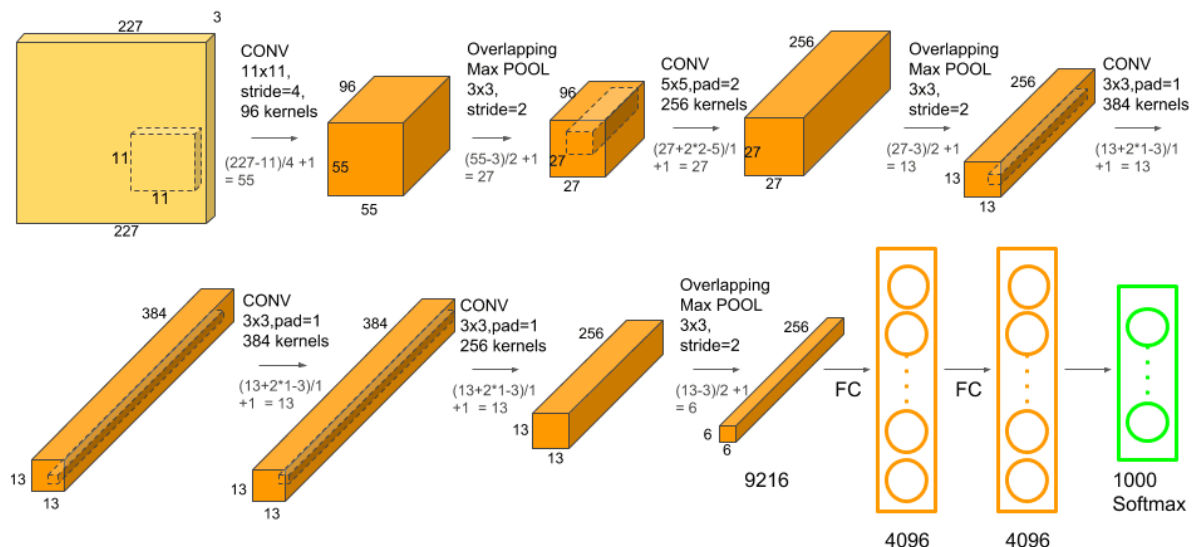 227
3
11
11
227
CONV
11x11,
stride=4,
96 kernels
(227-11)/4 +1
= 55
96
55
55
Overlapping
Max POOL
3x3,
stride=2
(55-3)/2 +1
= 27
96
27
27
CONV
5x5,pad=2
256 kernels
(27+2*2-5)/1
+1 = 27
256
27
27
Overlapping
Max POOL
3x3,
stride=2
(27-3)/2 +1
= 13
256
13
13
CONV
3x3,pad=1
384 kernels
(13+2*1-3)/1
+1 = 13
384
13
13
CONV
3x3,pad=1
384 kernels
(13+2*1-3)/1
+1 = 13
384
13
13
CONV
3x3,pad=1
256 kernels
(13+2*1-3)/1
+1 = 13
256
13
13
Overlapping
Max POOL
3x3,
stride=2
(13-3)/2 +1
= 6
256
6
6
9216
FC
4096
FC
4096
1000
Softmax